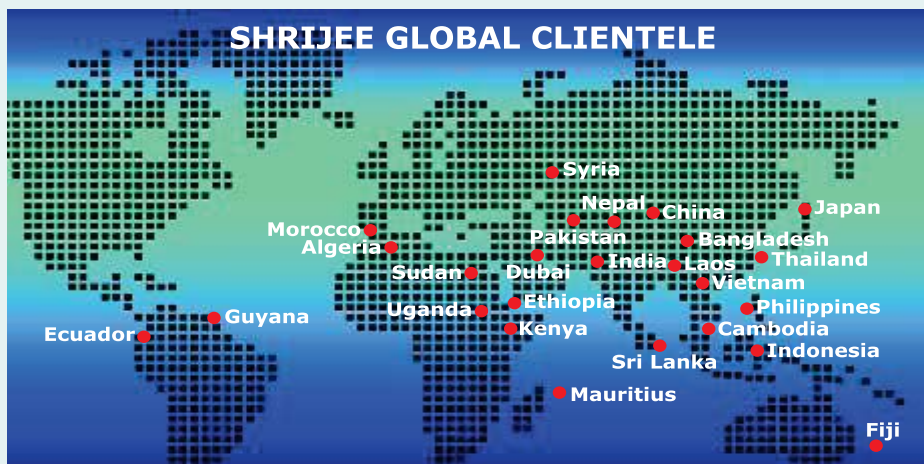 SHRIJEE GLOBAL CLIENTELE
Syria
Nepal
China
Japan
Morocco
Algeria
Pakistan
Bangladesh
Sudan
Dubai
India
Laos
Thailand
Vietnam
Uganda
Ethiopia
Philippines
Guyana
Ecuador
Kenya
Cambodia
Sri Lanka
Indonesia
Mauritius
Fiji